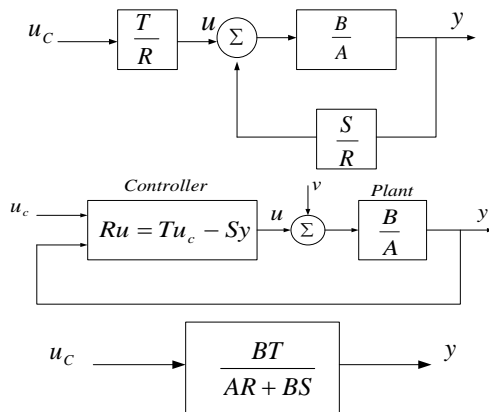 u_C T/R u Σ B/A y
S/R
Controller v Plant
u_c Ru = Tu_c − Sy u Σ B/A y
u_C BT/(AR + BS) y